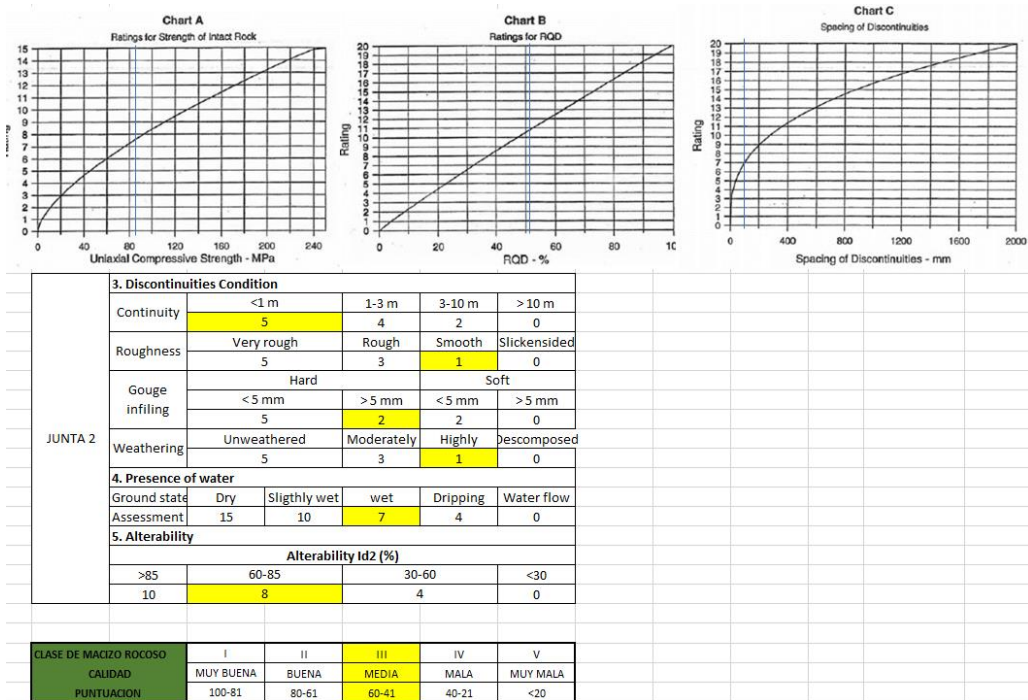 Chart A
Ratings for Strength of Intact Rock
15
14
13
12
11
10
9
8
7
6
5
4
3
2
1
0
0 40 80 120 160 200 240
Uniaxial Compressive Strength - MPa
Chart B
Ratings for RQD
Rating
20
19
18
17
16
15
14
13
12
11
10
9
8
7
6
5
4
3
2
1
0
0 20 40 60 80 10
RQD - %
Chart C
Spacing of Discontinuities
Rating
20
19
18
17
16
15
14
13
12
11
10
9
8
7
6
5
4
3
2
1
0
0 400 800 1200 1600 2000
Spacing of Discontinuities - mm
JUNTA 2
3. Discontinuities Condition
Continuity <1 m 1-3 m 3-10 m >10 m
5 4 2 0
Roughness Very rough Rough Smooth Slickensided
5 3 1 0
Gouge infiling Hard Soft
<5 mm >5 mm <5 mm >5 mm
5 2 2 0
Weathering Unweathered Moderately Highly Descomposed
5 3 1 0
4. Presence of water
Ground state Dry Sligthly wet wet Dripping Water flow
Assessment 15 10 7 4 0
5. Alterability
Alterability Id2 (%)
>85 60-85 30-60 <30
10 8 4 0
CLASE DE MACIZO ROCOSO I II III IV V
CALIDAD MUY BUENA BUENA MEDIA MALA MUY MALA
PUNTUACION 100-81 80-61 60-41 40-21 <20